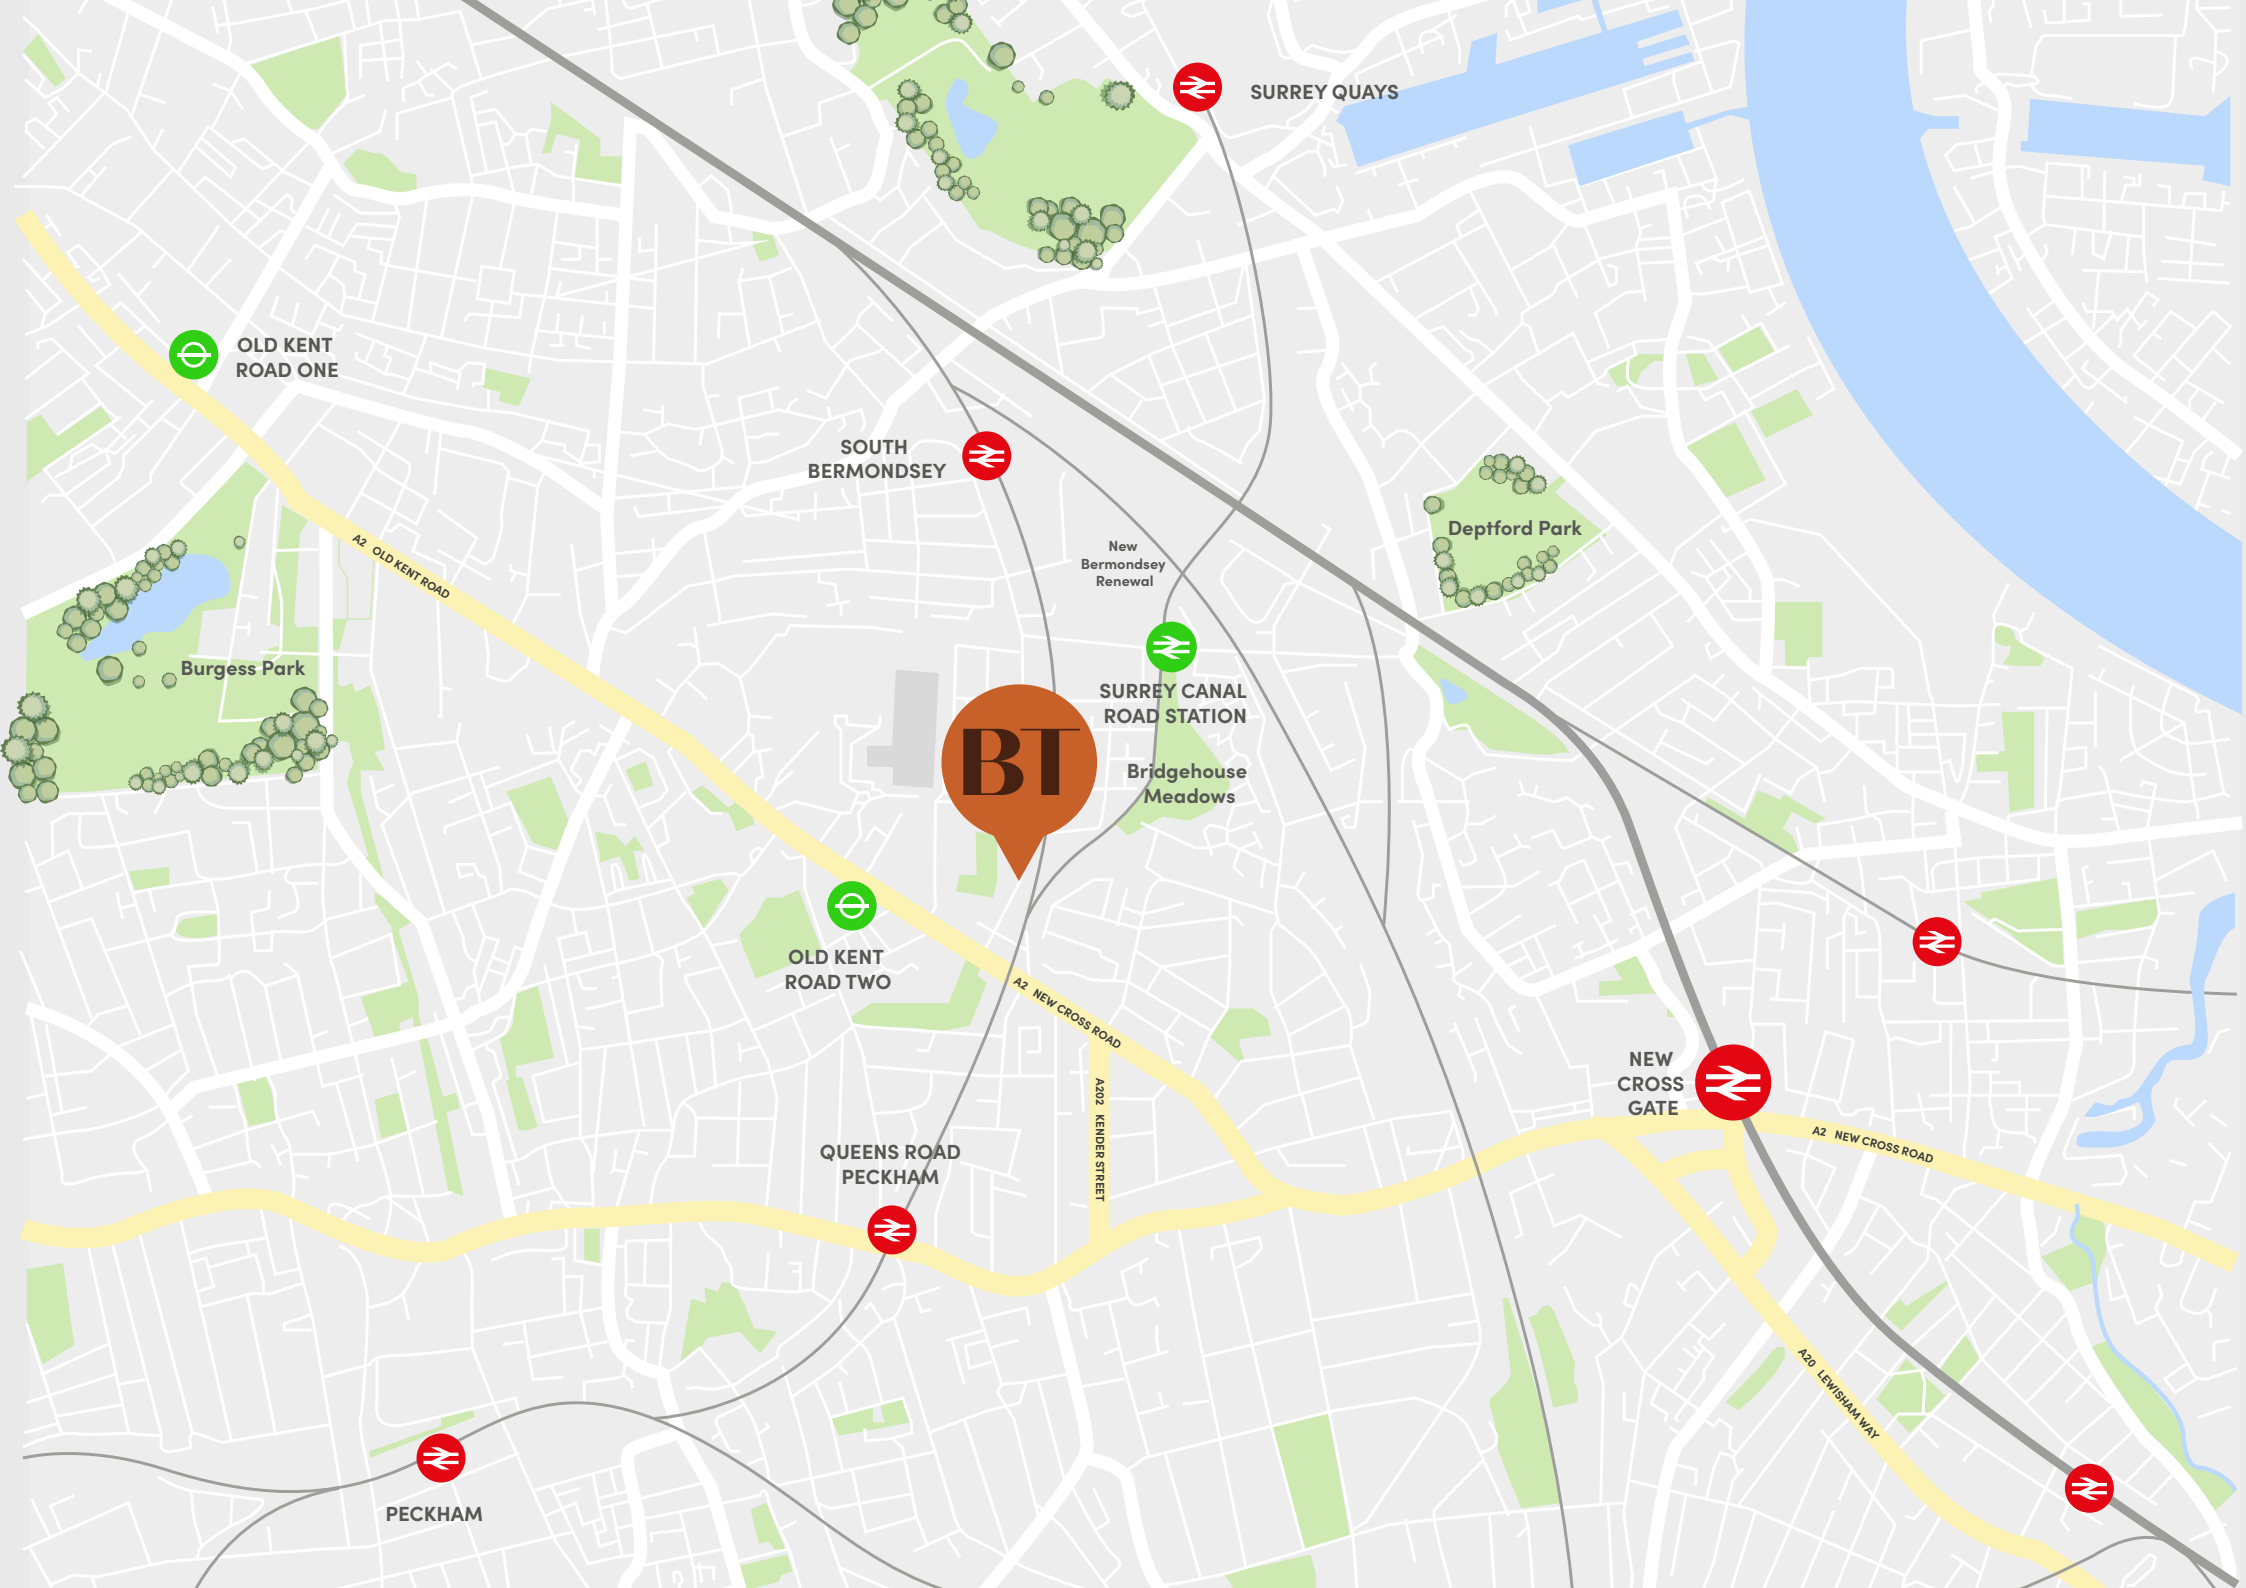 SURREY QUAYS
OLD KENT
ROAD ONE
SOUTH
BERMONDSEY
Deptford Park
A2 OLD KENT ROAD
New
Bermondsey
Renewal
Burgess Park
SURREY CANAL
ROAD STATION
BT
Bridgehouse
Meadows
OLD KENT
ROAD TWO
A2 NEW CROSS ROAD
NEW
CROSS
GATE
A202 KENDER STREET
A2 NEW CROSS ROAD
QUEENS ROAD
PECKHAM
A20 LEWISHAM WAY
PECKHAM